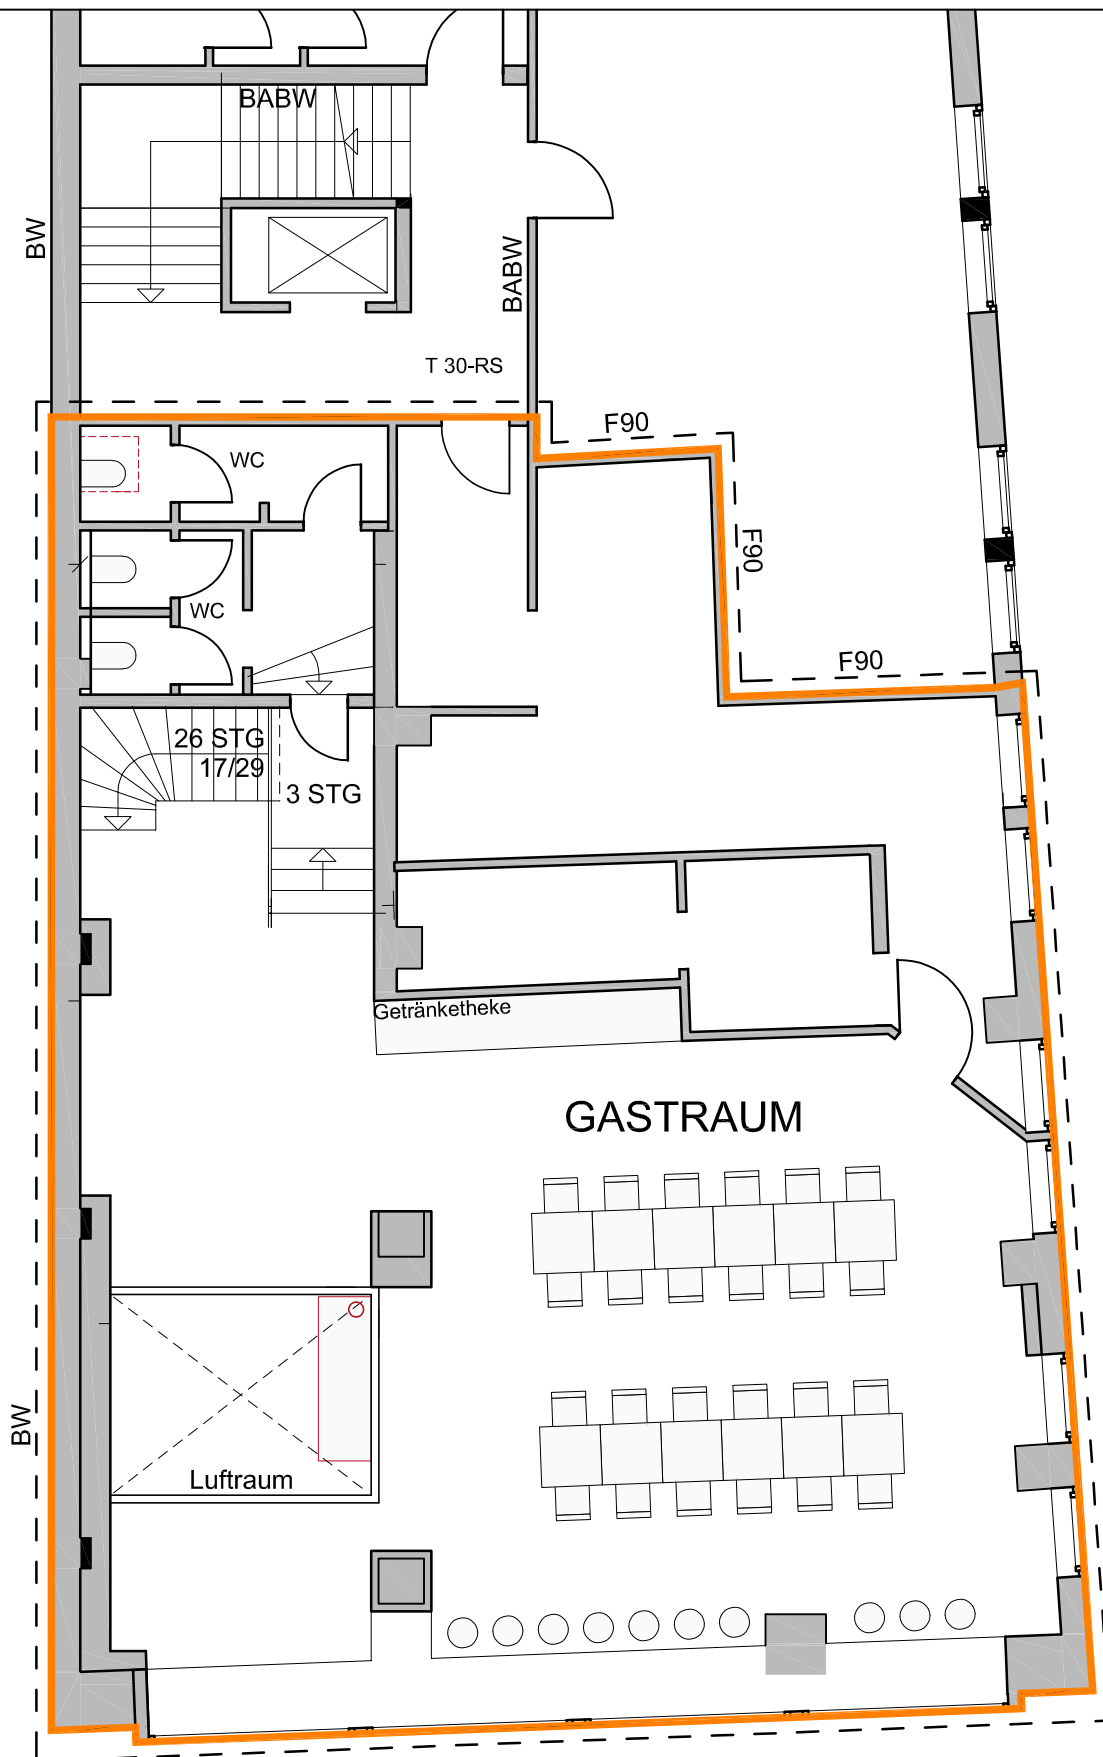 BABW
BW
BABW
T 30-RS
F90
WC
F90
WC
F90
26 STG
17/29
3 STG
Getränketheke
GASTRAUM
BW
Luftraum